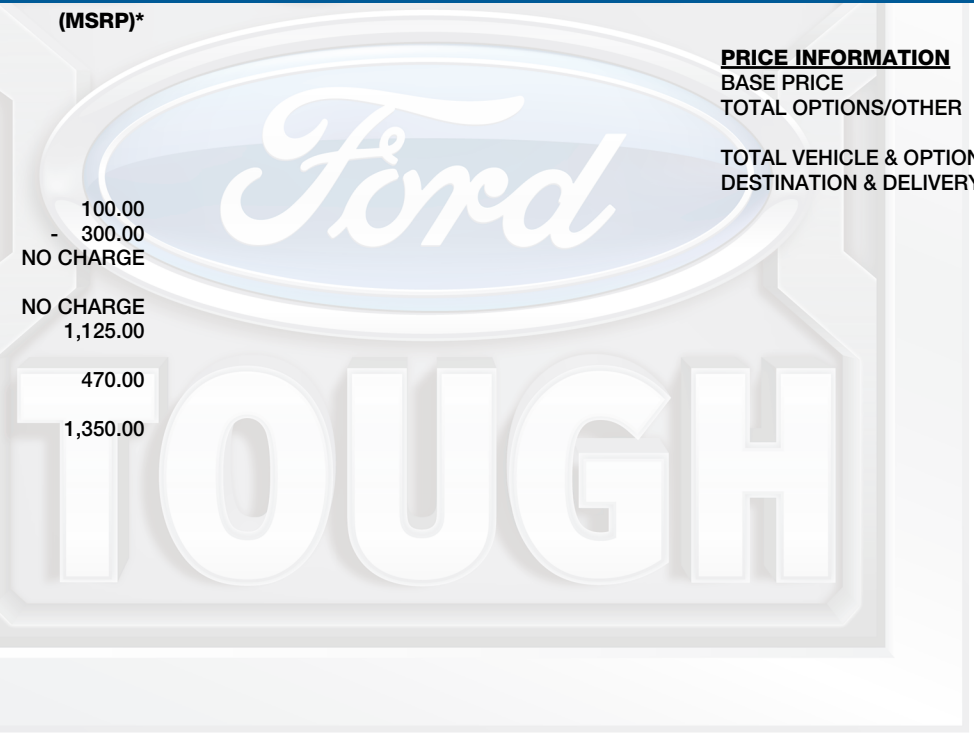 (MSRP)*
100.00
- 300.00
NO CHARGE
NO CHARGE
1,125.00
470.00
1,350.00
PRICE INFORMATION
BASE PRICE
TOTAL OPTIONS/OTHER
TOTAL VEHICLE & OPTION
DESTINATION & DELIVERY
Ford
TOUGH